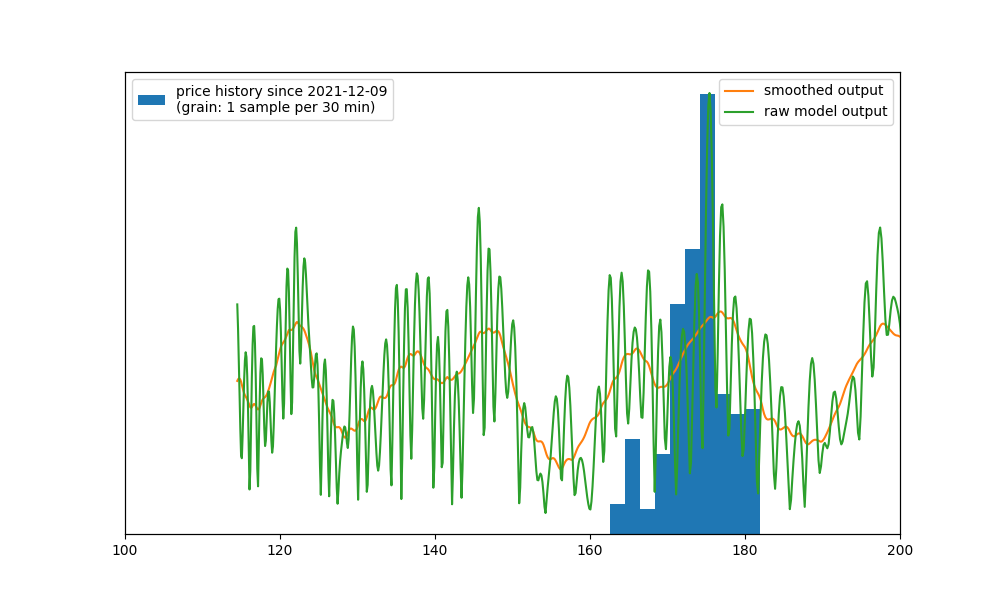 price history since 2021-12-09
(grain: 1 sample per 30 min)
smoothed output
raw model output
100
120
140
160
180
200